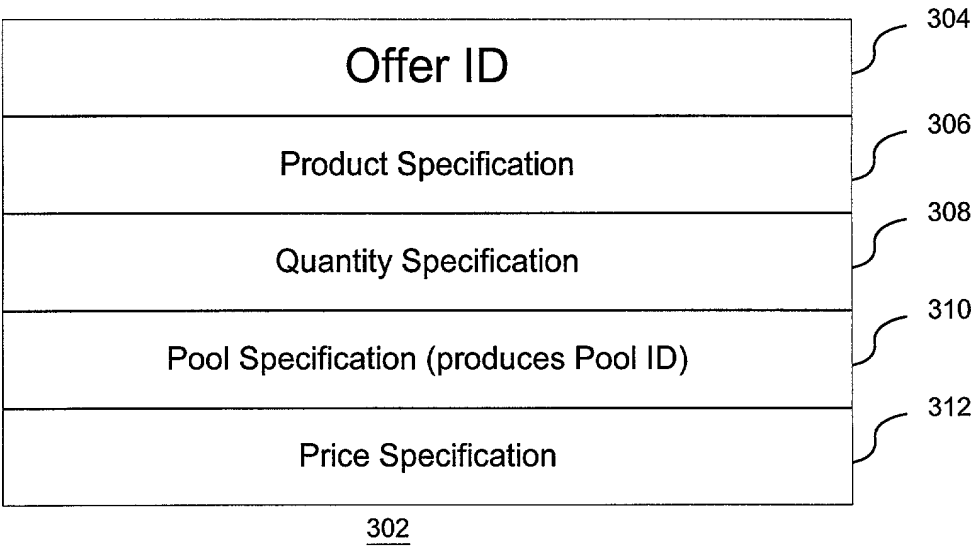 304
Offer ID
306
Product Specification
308
Quantity Specification
310
Pool Specification (produces Pool ID)
312
Price Specification
302